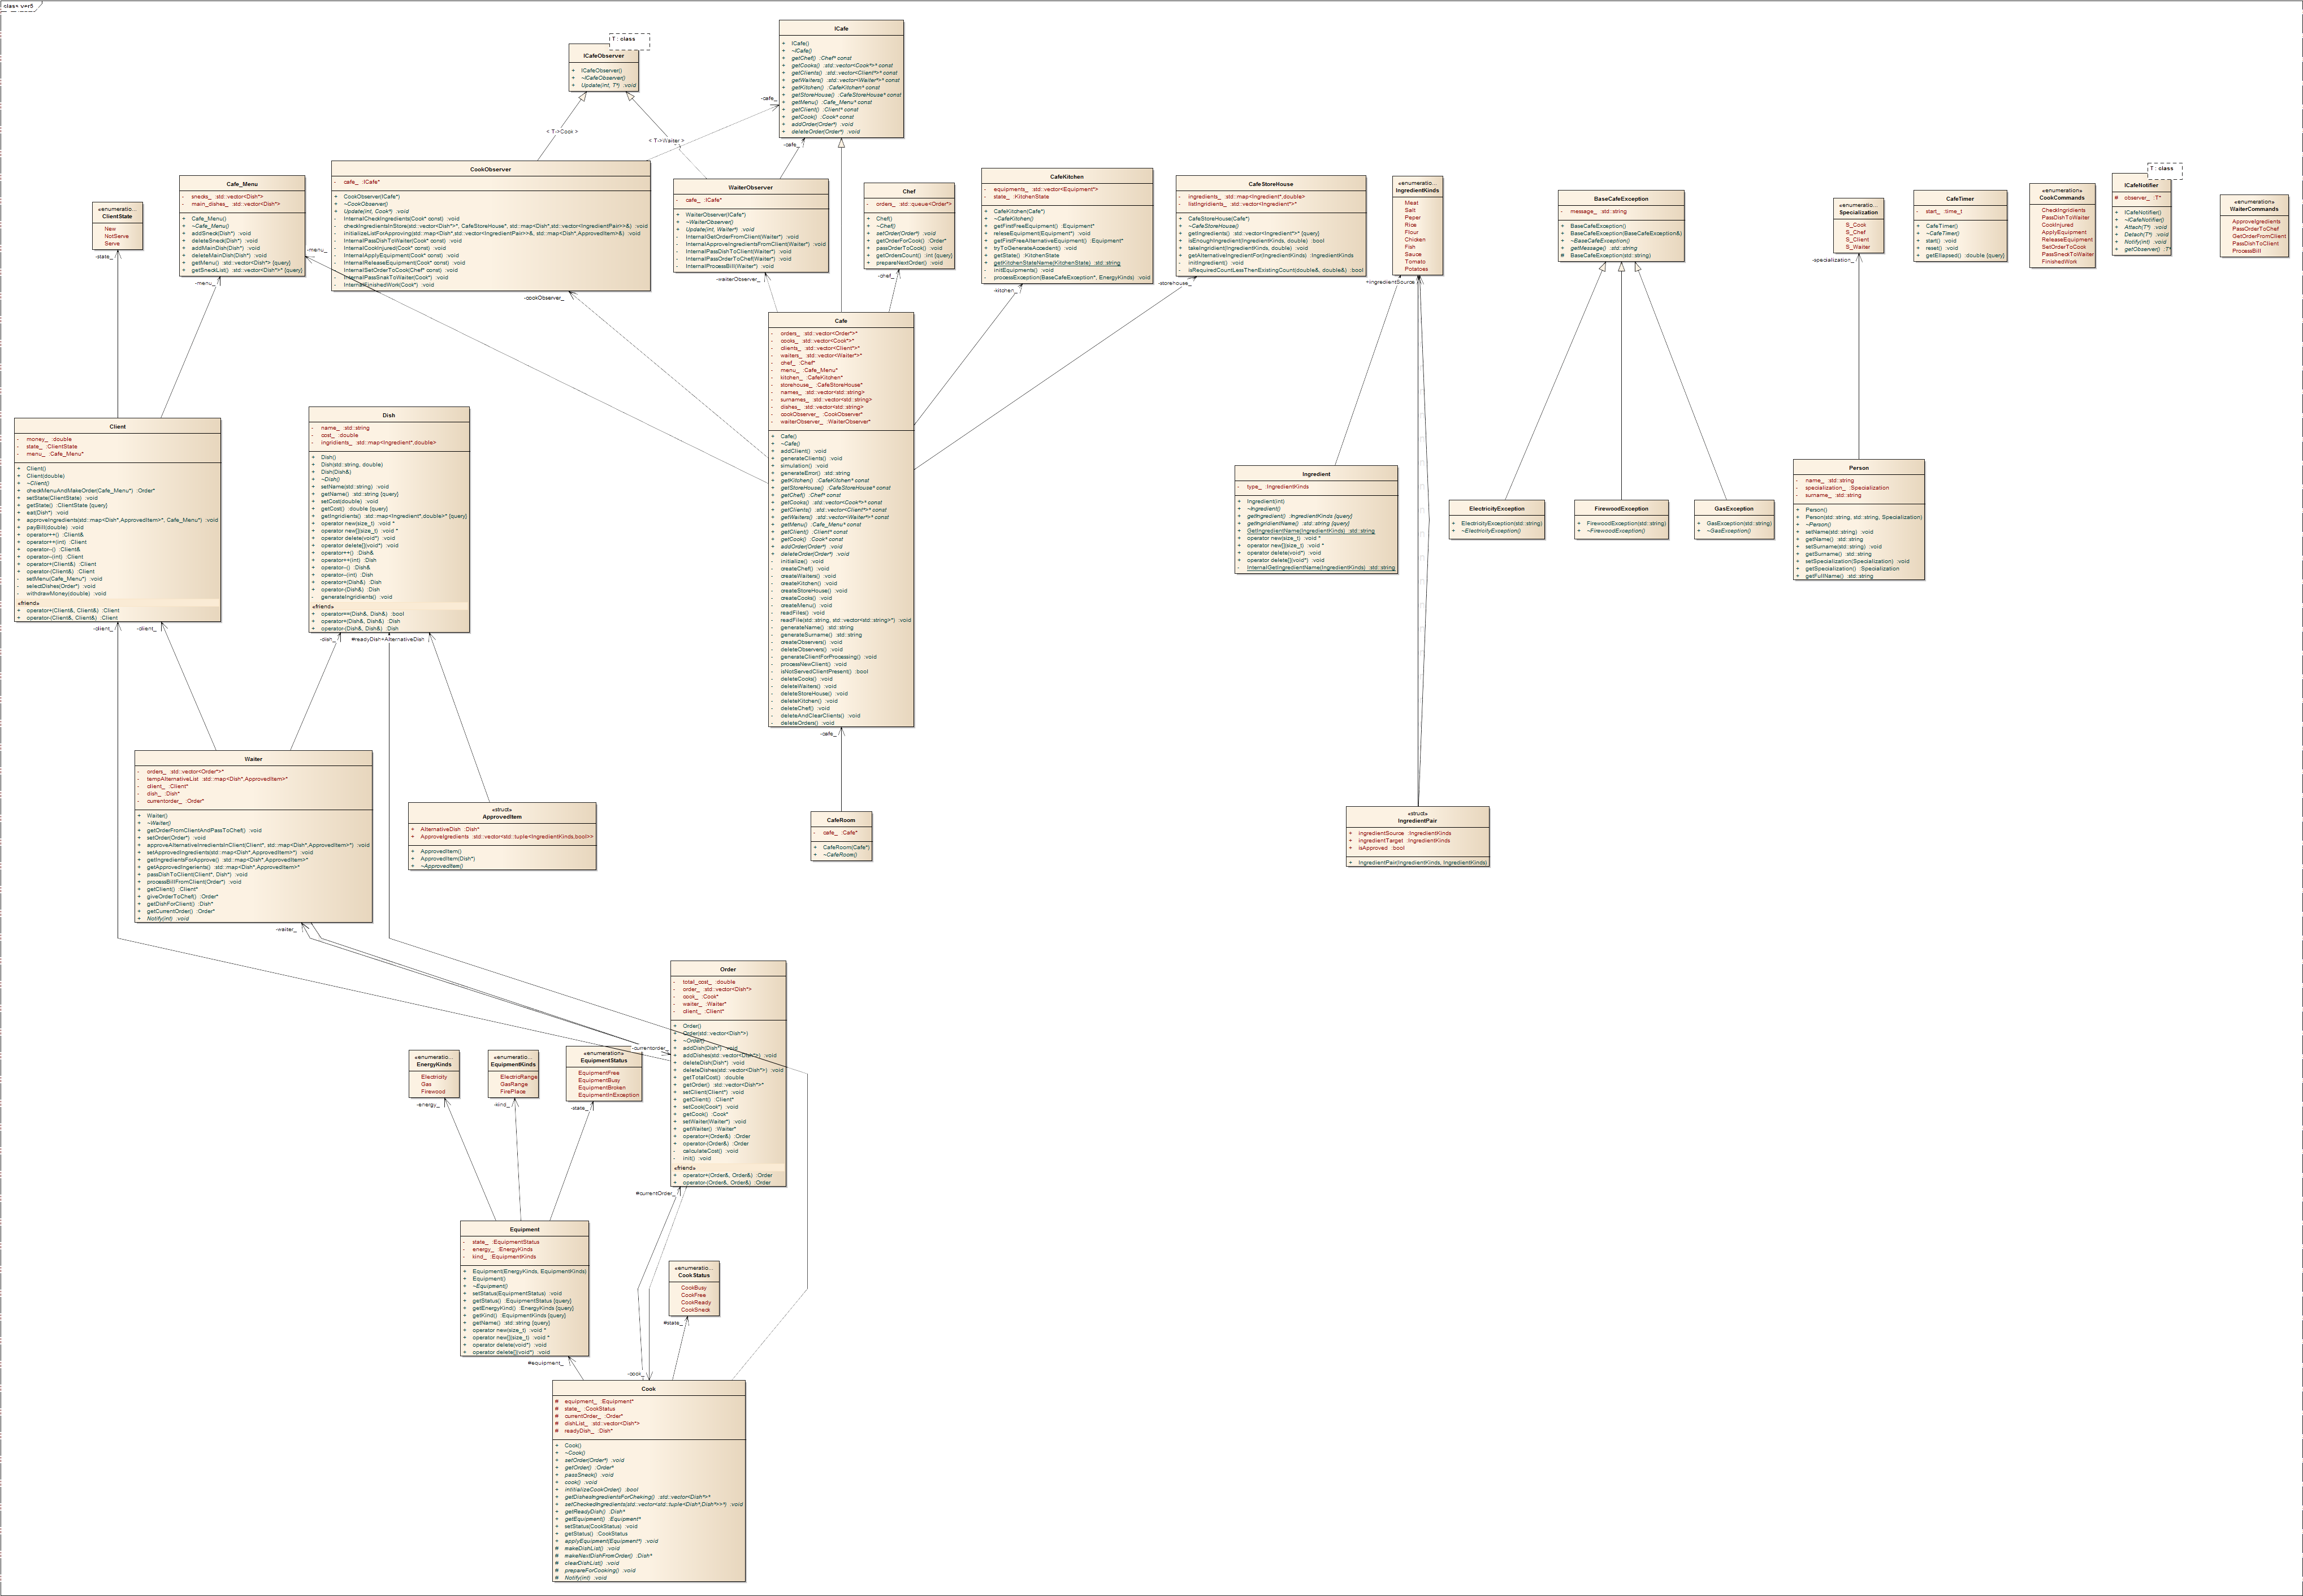 class ver5
ICafe
+ ICafe()
+ ~ICafe()
+ getChef() :Chef* const
+ getCooks() :std::vector<Cook*>* const
+ getClients() :std::vector<Client*>* const
+ getWaiters() :std::vector<Waiter*>* const
+ getKitchen() :CafeKitchen* const
+ getStoreHouse() :CafeStoreHouse* const
+ getMenu() :Cafe_Menu* const
+ getClient() :Client* const
+ getCook() :Cook* const
+ addOrder(Order*) :void
+ deleteOrder(Order*) :void
T : class
ICafeObserver
+ ICafeObserver()
+ ~ICafeObserver()
+ Update(int, T*) :void
-cafe_
< T->Cook >
< T->Waiter >
-cafe_
«enumeratio...
ClientState
New
NotServe
Serve
-state_
Cafe_Menu
- snecks_ :std::vector<Dish*>
- main_dishes_ :std::vector<Dish*>
+ Cafe_Menu()
+ ~Cafe_Menu()
+ addSneck(Dish*) :void
+ deleteSneck(Dish*) :void
+ addMainDish(Dish*) :void
+ deleteMainDish(Dish*) :void
+ getMenu() :std::vector<Dish*> {query}
+ getSneckList() :std::vector<Dish*>* {query}
-menu_
-menu_
CookObserver
- cafe_ :ICafe*
+ CookObserver(ICafe*)
+ ~CookObserver()
+ Update(int, Cook*) :void
- InternalCheckIngredients(Cook* const) :void
- checkIngredientsInStore(std::vector<Dish*>*, CafeStoreHouse*, std::map<Dish*,std::vector<IngredientPair>>&) :void
- initializeListForApproving(std::map<Dish*,std::vector<IngredientPair>>&, std::map<Dish*,ApprovedItem>&) :void
- InternalPassDishToWaiter(Cook* const) :void
- InternalCookInjured(Cook* const) :void
- InternalApplyEquipment(Cook* const) :void
- InternalReleaseEquipment(Cook* const) :void
- InternalSetOrderToCook(Chef* const) :void
- InternalPassSnakToWaiter(Cook*) :void
- InternalFinishedWork(Cook*) :void
-cookObserver_
WaiterObserver
- cafe_ :ICafe*
+ WaiterObserver(ICafe*)
+ ~WaiterObserver()
+ Update(int, Waiter*) :void
- InternalGetOrderFromClient(Waiter*) :void
- InternalApproveIngredientsFromClient(Waiter*) :void
- InternalPassDishToClient(Waiter*) :void
- InternalPassOrderToChef(Waiter*) :void
- InternalProcessBill(Waiter*) :void
-waiterObserver_
Chef
- orders_ :std::queue<Order*>
+ Chef()
+ ~Chef()
+ setOrder(Order*) :void
+ getOrderForCook() :Order*
+ passOrderToCook() :void
+ getOrdersCount() :int {query}
+ prepareNextOrder() :void
-chef_
CafeKitchen
- equipments_ :std::vector<Equipment*>
- state_ :KitchenState
+ CafeKitchen(Cafe*)
+ ~CafeKitchen()
+ getFirstFreeEquipment() :Equipment*
+ releseEquipment(Equipment*) :void
+ getFirstFreeAlternativeEquipment() :Equipment*
+ tryToGenerateAccedent() :void
+ getState() :KitchenState
+ getKitchenStateName(KitchenState) :std::string
- initEquipments() :void
- processException(BaseCafeException*, EnergyKinds) :void
-kitchen_
CafeStoreHouse
- ingredients_ :std::map<Ingredient*,double>
- listIngridients_ :std::vector<Ingredient*>*
+ CafeStoreHouse(Cafe*)
+ ~CafeStoreHouse()
+ getIngredients() :std::vector<Ingredient*>* {query}
+ isEnoughIngredient(IngredientKinds, double) :bool
+ takeIngridient(IngredientKinds, double) :void
+ getAlternativeIngredientForIngredient(IngredientKinds) :IngredientKinds
- initIngredient() :void
- isRequiredCountLessThenExistingCount(double&, double&) :bool
-storehouse_
«enumeratio...
IngredientKinds
Meat
Salt
Paper
Rice
Flour
Chicken
Fish
Sauce
Tomato
Potatoes
+ingredientSource
BaseCafeException
- message_ :std::string
+ BaseCafeException()
+ BaseCafeException(BaseCafeException&)
+ ~BaseCafeException()
+ getMessage() :std::string
# BaseCafeException(std::string)
«enumeratio...
Specialization
S_Cook
S_Chef
S_Client
S_Waiter
-specialization_
CafeTimer
- start_ :time_t
+ CafeTimer()
+ ~CafeTimer()
+ start() :void
+ reset() :void
+ getEllapsed() :double {query}
«enumeration»
CookCommands
CheckIngredients
PassDishToWaiter
CookInjured
ApplyEquipment
ReleaseEquipment
SetOrderToCook
PassSneckToWaiter
FinishedWork
T : class
ICafeNotifier
# observer_ :T*
+ ICafeNotifier()
+ ~ICafeNotifier()
+ Attach(T*) :void
+ Detach(T*) :void
+ Notify(int) :void
+ getObserver() :T*
«enumeration»
WaiterCommands
ApproveIgredients
PassOrderToChef
GetOrderFromClient
PassDishToClient
ProcessBill
Cafe
- orders_ :std::vector<Order*>*
- cooks_ :std::vector<Cook*>*
- clients_ :std::vector<Client*>*
- waiters_ :std::vector<Waiter*>*
- chef_ :Chef*
- menu_ :Cafe_Menu*
- kitchen_ :CafeKitchen*
- storehouse_ :CafeStoreHouse*
- names_ :std::vector<std::string>
- surnames_ :std::vector<std::string>
- dishes_ :std::vector<std::string>
- cookObserver_ :CookObserver*
- waiterObserver_ :WaiterObserver*
+ Cafe()
+ ~Cafe()
+ addClient() :void
+ generateClients() :void
+ simulation() :void
+ generateError() :std::string
+ getKitchen() :CafeKitchen* const
+ getStoreHouse() :CafeStoreHouse* const
+ getChef() :Chef* const
+ getCooks() :std::vector<Cook*>* const
+ getClients() :std::vector<Client*>* const
+ getWaiters() :std::vector<Waiter*>* const
+ getMenu() :Cafe_Menu* const
+ getClient() :Client* const
+ getCook() :Cook* const
+ addOrder(Order*) :void
+ deleteOrder(Order*) :void
- initialize() :void
- createChef() :void
- createWaiters() :void
- createKitchen() :void
- createStoreHouse() :void
- createCooks() :void
- createMenu() :void
- readFiles() :void
- readFile(std::string, std::vector<std::string>*) :void
- generateName() :std::string
- generateSurname() :std::string
- createObservers() :void
- deleteObservers() :void
- generateClientForProcessing() :void
- processNewClient() :void
- isNotServedClientPresent() :bool
- deleteCooks() :void
- deleteWaiters() :void
- deleteStoreHouse() :void
- deleteKitchen() :void
- deleteChef() :void
- deleteAndClearClients() :void
- deleteOrders() :void
-cafe_
Client
- money_ :double
- state_ :ClientState
- menu_ :Cafe_Menu*
+ Client()
+ Client(double)
+ ~Client()
+ checkMenuAndMakeOrder(Cafe_Menu*) :Order*
+ setState(ClientState) :void
+ getState() :ClientState {query}
+ eat(Dish*) :void
+ approveIngredients(std::map<Dish*,ApprovedItem>*, Cafe_Menu*) :void
+ payBill(double) :void
+ operator++() :Client&
+ operator++(int) :Client
+ operator--() :Client&
+ operator--(int) :Client
+ operator+(Client&) :Client
+ operator-(Client&) :Client
- setMenu(Cafe_Menu*) :void
- selectDishes(Order*) :void
- withdrawMoney(double) :void
«friend»
+ operator+(Client&, Client&) :Client
+ operator-(Client&, Client&) :Client
-client_
-client_
Dish
- name_ :std::string
- cost_ :double
- ingridients_ :std::map<Ingredient*,double>
+ Dish()
+ Dish(std::string, double)
+ Dish(Dish&)
+ ~Dish()
+ setName(std::string) :void
+ getName() :std::string {query}
+ setCost(double) :void
+ getCost() :double {query}
+ getIngridients() :std::map<Ingredient*,double>* {query}
+ operator new(size_t) :void *
+ operator new[](size_t) :void *
+ operator delete(void*) :void
+ operator delete[](void*) :void
+ operator++() :Dish&
+ operator++(int) :Dish
+ operator--() :Dish&
+ operator--(int) :Dish
+ operator+(Dish&) :Dish
+ operator-(Dish&) :Dish
- generateIngridients() :void
«friend»
+ operator==(Dish&, Dish&) :bool
+ operator+(Dish&, Dish&) :Dish
+ operator-(Dish&, Dish&) :Dish
-dish_
#readyDish+AlternativeDish
Ingredient
- type_ :IngredientKinds
+ Ingredient(int)
+ ~Ingredient()
+ getIngredient() :IngredientKinds {query}
+ getIngridientName() :std::string {query}
+ GetIngredientName(IngredientKinds) :std::string
+ operator new(size_t) :void *
+ operator new[](size_t) :void *
+ operator delete(void*) :void
+ operator delete[](void*) :void
- InternalGetIngredientName(IngredientKinds) :std::string
ElectricityException
+ ElectricityException(std::string)
+ ~ElectricityException()
FirewoodException
+ FirewoodException(std::string)
+ ~FirewoodException()
GasException
+ GasException(std::string)
+ ~GasException()
Person
- name_ :std::string
- specialization_ :Specialization
- surname_ :std::string
+ Person()
+ Person(std::string, std::string, Specialization)
+ ~Person()
+ setName(std::string) :void
+ getName() :std::string
+ setSurname(std::string) :void
+ getSurname() :std::string
+ setSpecialization(Specialization) :void
+ getSpecialization() :Specialization
+ getFullName() :std::string
Waiter
- orders_ :std::vector<Order*>*
- tempAlternativeList :std::map<Dish*,ApprovedItem>*
- client_ :Client*
- dish_ :Dish*
- currentorder_ :Order*
+ Waiter()
+ ~Waiter()
+ getOrderFromClientAndPassToChef() :void
+ setOrder(Order*) :void
+ approveAlternativeInredientsInClient(Client*, std::map<Dish*,ApprovedItem>*) :void
+ setApprovedIngredients(std::map<Dish*,ApprovedItem>*) :void
+ getIngredientsForApprove() :std::map<Dish*,ApprovedItem>*
+ getApprovedIngerients() :std::map<Dish*,ApprovedItem>*
+ passDishToClient(Client*, Dish*) :void
+ processBillFromClient(Order*) :void
+ getClient() :Client*
+ giveOrderToChef() :Order*
+ getDishForClient() :Dish*
+ getCurrentOrder() :Order*
+ Notify(int) :void
-waiter_
«struct»
ApprovedItem
+ AlternativeDish :Dish*
+ ApproveIgredients :std::vector<std::tuple<IngredientKinds,bool>>
+ ApprovedItem()
+ ApprovedItem(Dish*)
+ ~ApprovedItem()
CafeRoom
- cafe_ :Cafe*
+ CafeRoom(Cafe*)
+ ~CafeRoom()
«struct»
IngredientPair
+ ingredientSource :IngredientKinds
+ ingredientTarget :IngredientKinds
+ isApproved :bool
+ IngredientPair(IngredientKinds, IngredientKinds)
Order
- total_cost_ :double
- order_ :std::vector<Dish*>
- cook_ :Cook*
- waiter_ :Waiter*
- client_ :Client*
+ Order()
+ Order(std::vector<Dish*>)
+ ~Order()
+ addDish(Dish*) :void
+ addDishes(std::vector<Dish*>) :void
+ deleteDish(Dish*) :void
+ deleteDishes(std::vector<Dish*>) :void
+ getTotalCost() :double
+ getOrder() :std::vector<Dish*>*
+ setClient(Client*) :void
+ getClient() :Client*
+ setCook(Cook*) :void
+ getCook() :Cook*
+ setWaiter(Waiter*) :void
+ getWaiter() :Waiter*
+ operator+(Order&) :Order
+ operator-(Order&) :Order
- calculateCost() :void
- init() :void
«friend»
+ operator+(Order&, Order&) :Order
+ operator-(Order&, Order&) :Order
-currentorder_
#currentOrder_
«enumeratio...
EnergyKinds
Electricity
Gas
Firewood
-energy_
«enumeratio...
EquipmentKinds
ElectricRange
GasRange
FirePlace
-kind_
«enumeration»
EquipmentStatus
EquipmentFree
EquipmentBusy
EquipmentBroken
EquipmentInException
-state_
Equipment
- state_ :EquipmentStatus
- energy_ :EnergyKinds
- kind_ :EquipmentKinds
+ Equipment(EnergyKinds, EquipmentKinds)
+ Equipment()
+ ~Equipment()
+ setStatus(EquipmentStatus) :void
+ getStatus() :EquipmentStatus {query}
+ getEnergyKind() :EnergyKinds {query}
+ getKind() :EquipmentKinds {query}
+ getName() :std::string {query}
+ operator new(size_t) :void *
+ operator new[](size_t) :void *
+ operator delete(void*) :void
+ operator delete[](void*) :void
#equipment_
«enumeratio...
CookStatus
CookBusy
CookFree
CookReady
CookSneck
#state_
-cook_
Cook
# equipment_ :Equipment*
# state_ :CookStatus
# currentOrder_ :Order*
# dishList_ :std::vector<Dish*>
# readyDish_ :Dish*
+ Cook()
+ ~Cook()
+ setOrder(Order*) :void
+ getOrder() :Order*
+ passSneck() :void
+ cook() :void
+ intitializeCookOrder() :bool
+ getDishesIngredientsForCheking() :std::vector<Dish*>*
+ setCheckedIngredients(std::vector<std::tuple<Dish*,Dish*>>*) :void
+ getReadyDish() :Dish*
+ getEquipment() :Equipment*
+ setStatus(CookStatus) :void
+ getStatus() :CookStatus
+ applyEquipment(Equipment*) :void
# makeDishList() :void
# makeNextDishFromOrder() :Dish*
# clearDishList() :void
# prepareForCooking() :void
# Notify(int) :void